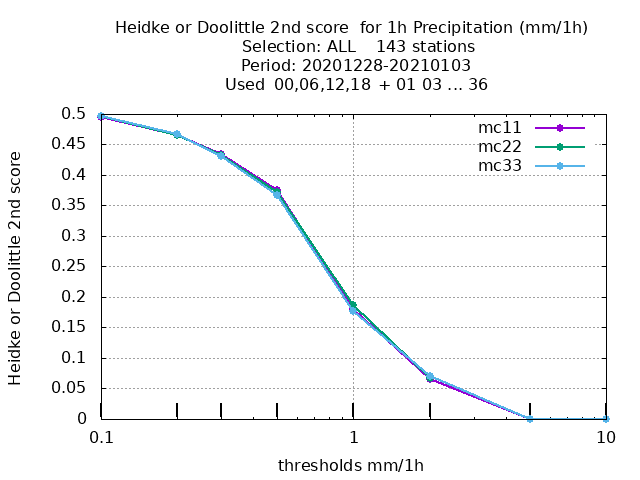 Heidke or Doolittle 2nd score  for 1h Precipitation (mm/1h)
Selection: ALL    143 stations
Period: 20201228-20210103
Used  00,06,12,18 + 01 03 ... 36
mc11
mc22
mc33
0.5
0.45
0.4
0.35
0.3
0.25
0.2
0.15
0.1
0.05
0
Heidke or Doolittle 2nd score
0.1
1
10
thresholds mm/1h